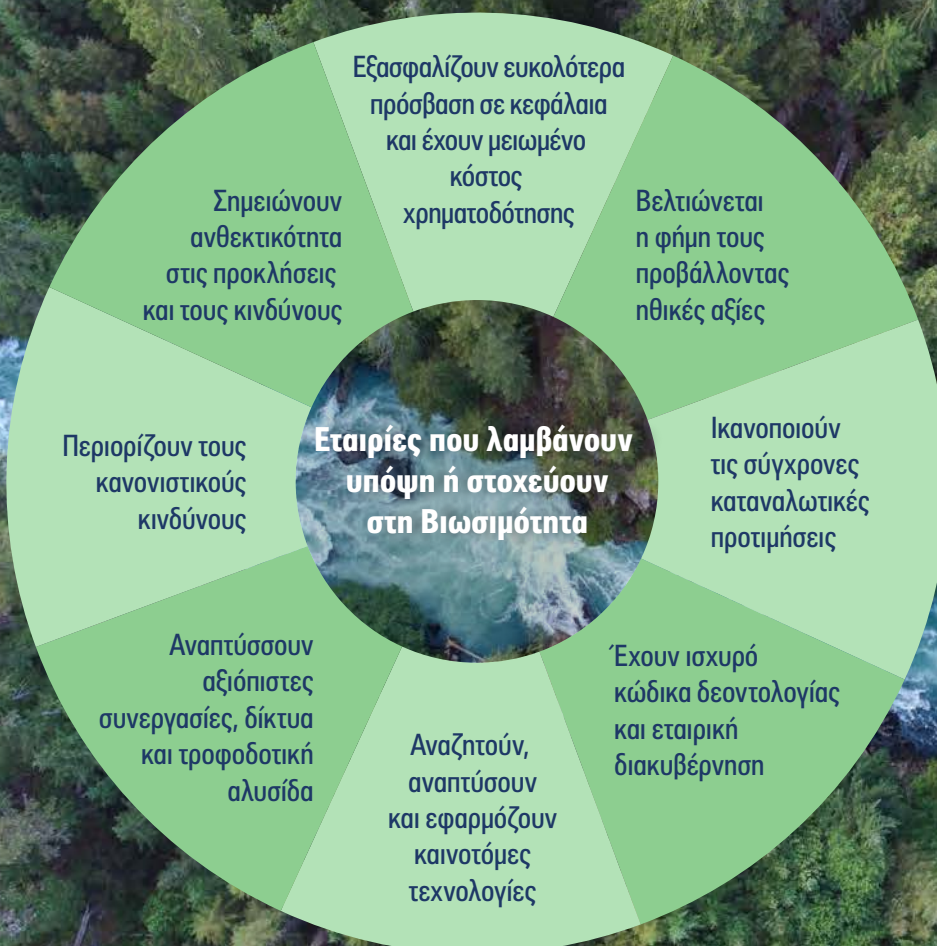 Εξασφαλίζουν ευκολότερα
πρόσβαση σε κεφάλαια
και έχουν μειωμένο
κόστος
χρηματοδότησης
Βελτιώνεται
η φήμη τους
προβάλλοντας
ηθικές αξίες
Ικανοποιούν
τις σύγχρονες
καταναλωτικές
προτιμήσεις
Έχουν ισχυρό
κώδικα δεοντολογίας
και εταιρική
διακυβέρνηση
Αναζητούν,
αναπτύσουν
και εφαρμόζουν
καινοτόμες
τεχνολογίες
Αναπτύσσουν
αξιόπιστες
συνεργασίες, δίκτυα
και τροφοδοτική
αλυσίδα
Περιορίζουν τους
κανονιστικούς
κινδύνους
Σημειώνουν
ανθεκτικότητα
στις προκλήσεις
και τους κινδύνους
Εταιρίες που λαμβάνουν
υπόψη ή στοχεύουν
στη Βιωσιμότητα